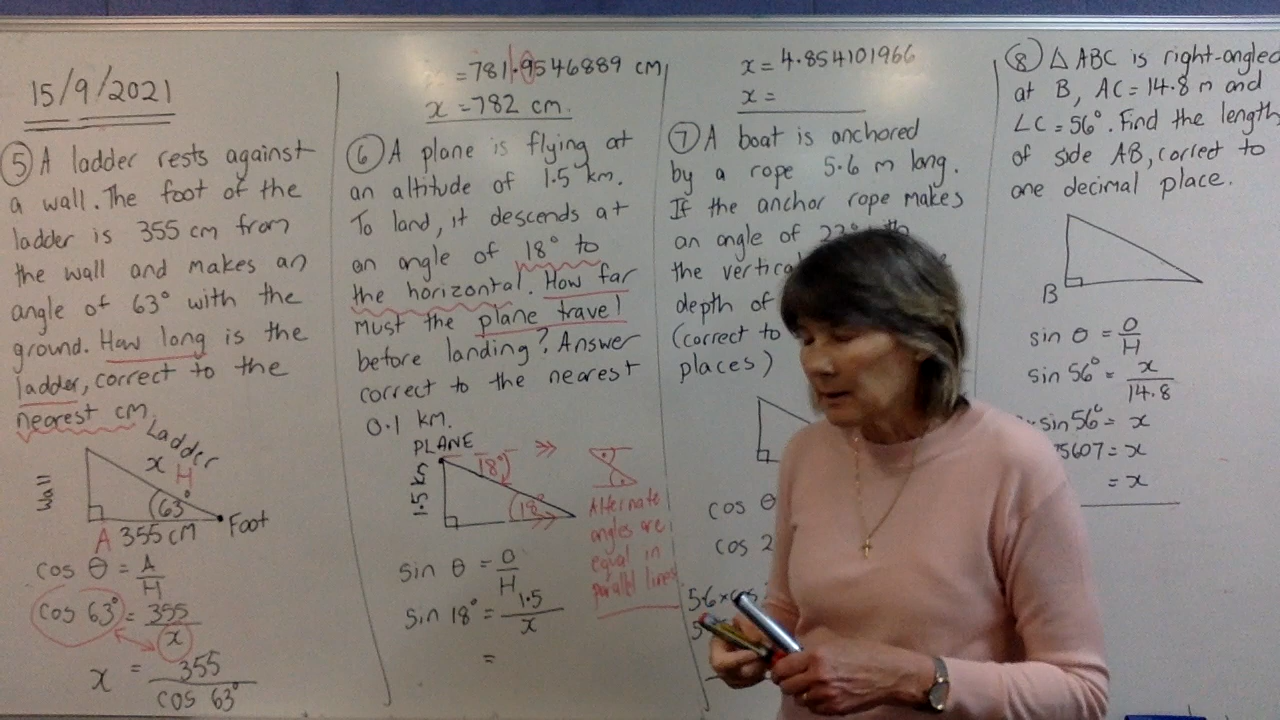 15/9/2021
⑤ A ladder rests against
a wall. The foot of the
ladder is 355 cm from
the wall and makes an
angle of 63° with the
ground. How long is the
ladder, correct to the
nearest cm.
Ladder
x
H
Wall
63°
A 355 cm
Foot
cos θ = A/H
cos 63° = 355/x
x = 355/cos 63°
= 781.9546889 cm
x = 782 cm.
⑥ A plane is flying at
an altitude of 1.5 km.
To land, it descends at
an angle of 18° to
the horizontal. How far
must the plane travel
before landing? Answer
correct to the nearest
0.1 km.
PLANE
18°
1.5
18°
Alternate
angles are
equal in
parallel lines
sin θ = O/H
sin 18° = 1.5/x
=
x = 4.854101966
x =
⑦ A boat is anchored
by a rope 5.6 m long.
If the anchor rope makes
an angle of
the vertical
depth of
(correct to
places)
cos θ
cos 2
5.6 × cos
5
⑧ △ ABC is right-angled
at B, AC = 14.8 m and
∠C = 56°. Find the length
of side AB, correct to
one decimal place.
B
sin θ = O/H
sin 56° = x/14.8
sin 56° = x
5607 = x
= x